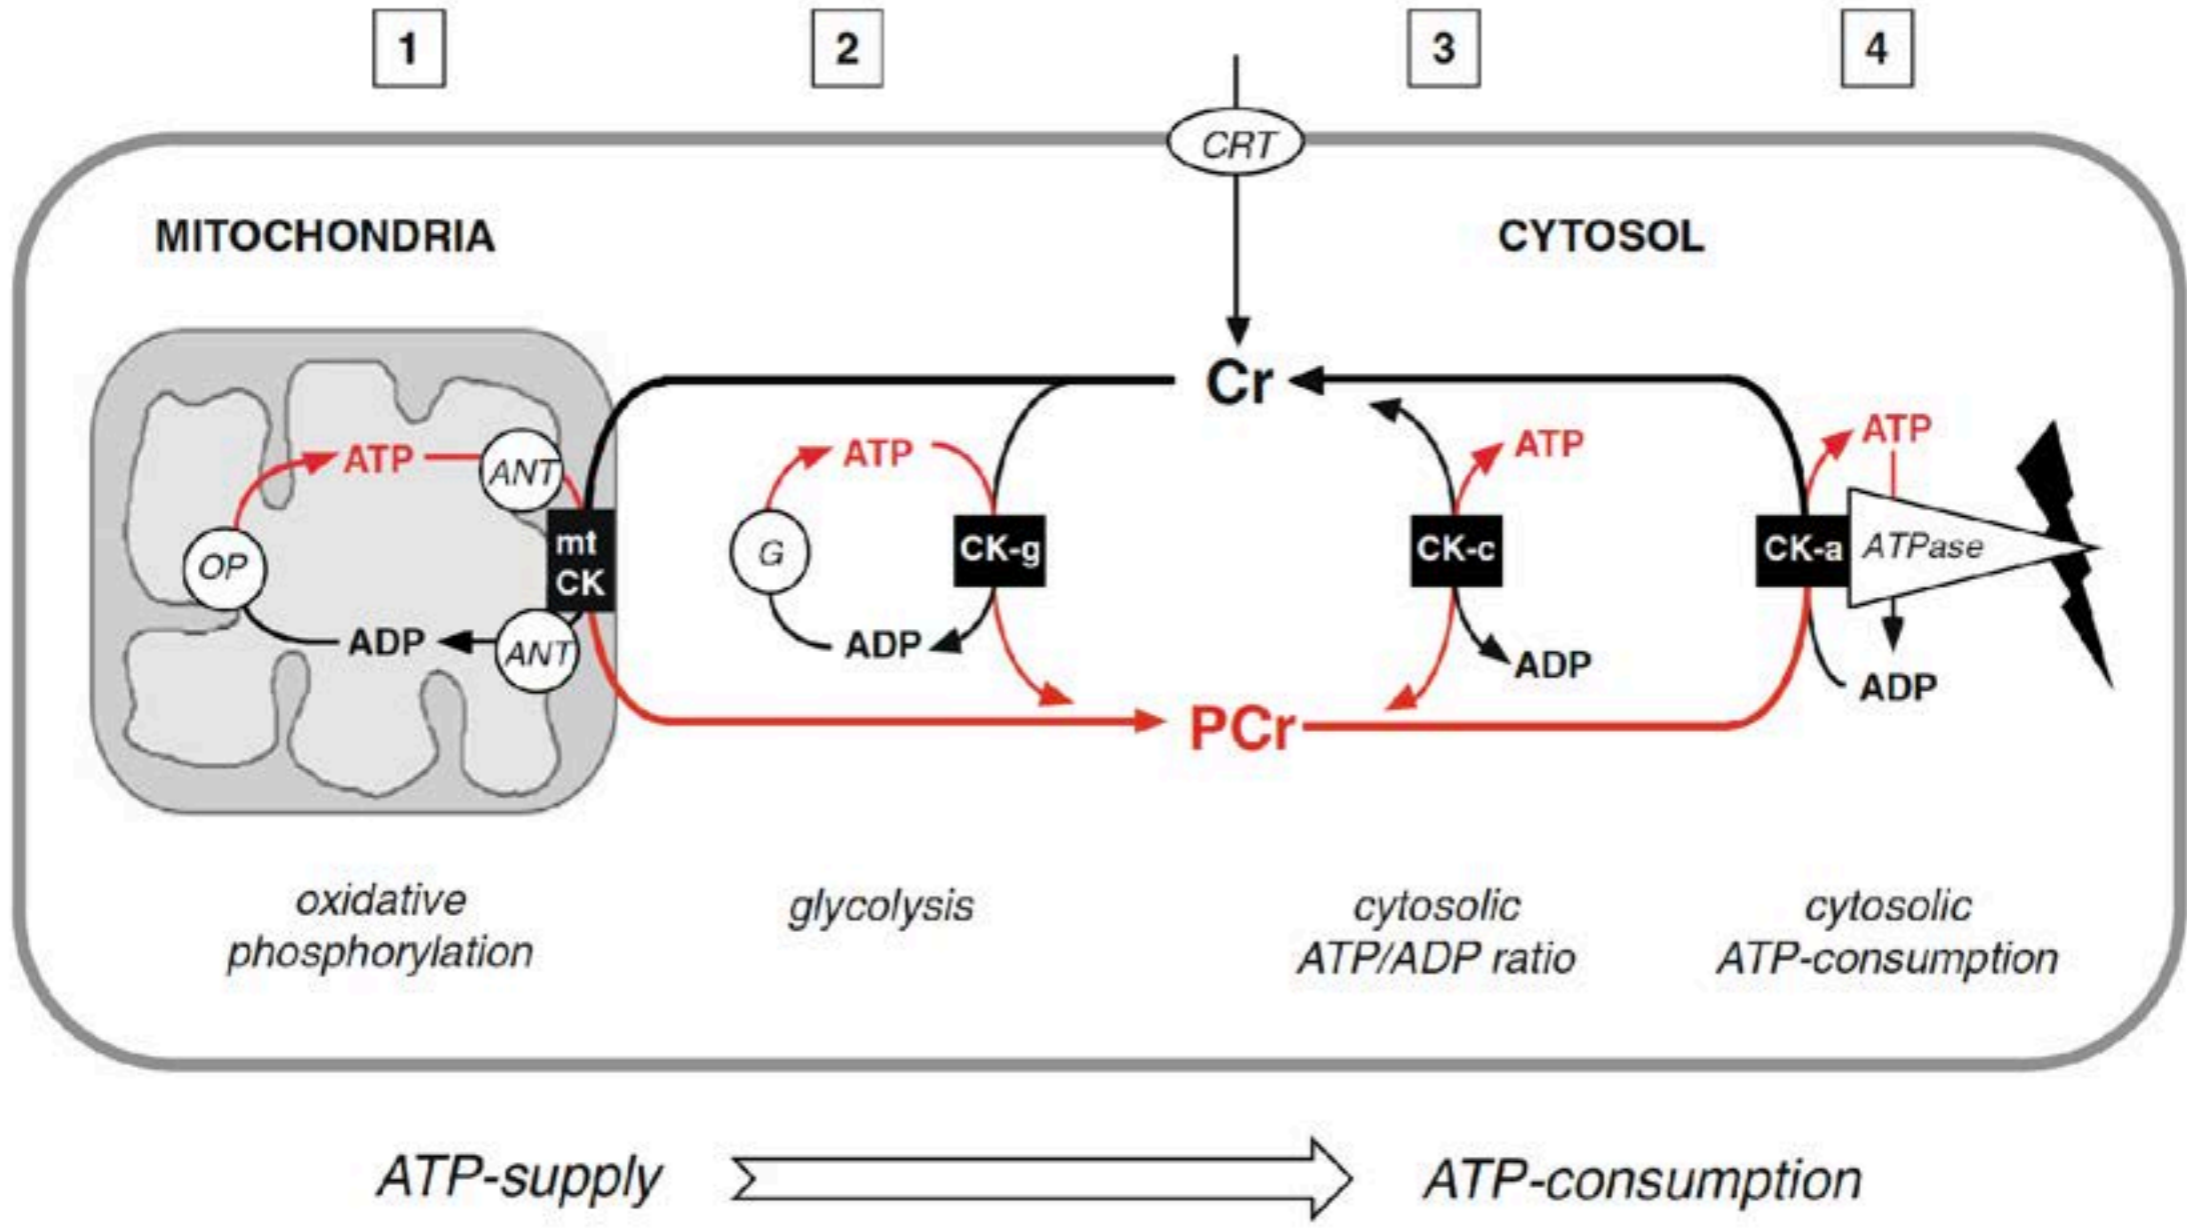 1
2
3
4
CRT
MITOCHONDRIA
CYTOSOL
Cr
ATP
ANT
OP
mt
CK
ADP
ANT
ATP
G
CK-g
ADP
ATP
CK-c
ADP
ATP
CK-a
ATPase
ADP
PCr
oxidative
phosphorylation
glycolysis
cytosolic
ATP/ADP ratio
cytosolic
ATP-consumption
ATP-supply
ATP-consumption